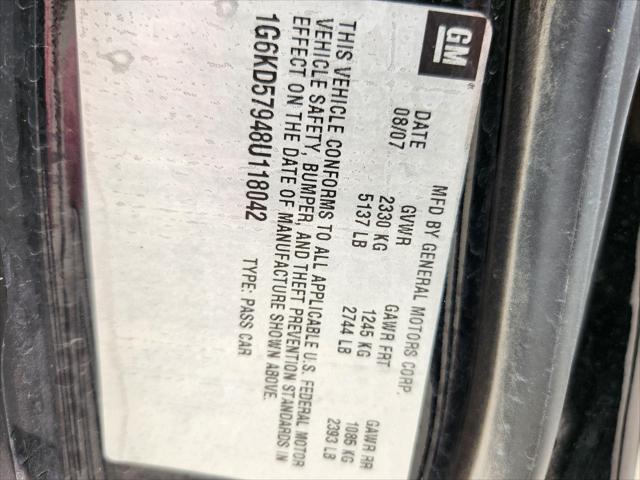 GM
MFD BY GENERAL MOTORS CORP.
DATE GVWR GAWR FRT GAWR RR
08/07 2330 KG 1245 KG 1085 KG
5137 LB 2744 LB 2393 LB
THIS VEHICLE CONFORMS TO ALL APPLICABLE U.S. FEDERAL MOTOR
VEHICLE SAFETY, BUMPER, AND THEFT PREVENTION STANDARDS IN
EFFECT ON THE DATE OF MANUFACTURE SHOWN ABOVE.
1G6KD57948U118042 TYPE: PASS CAR